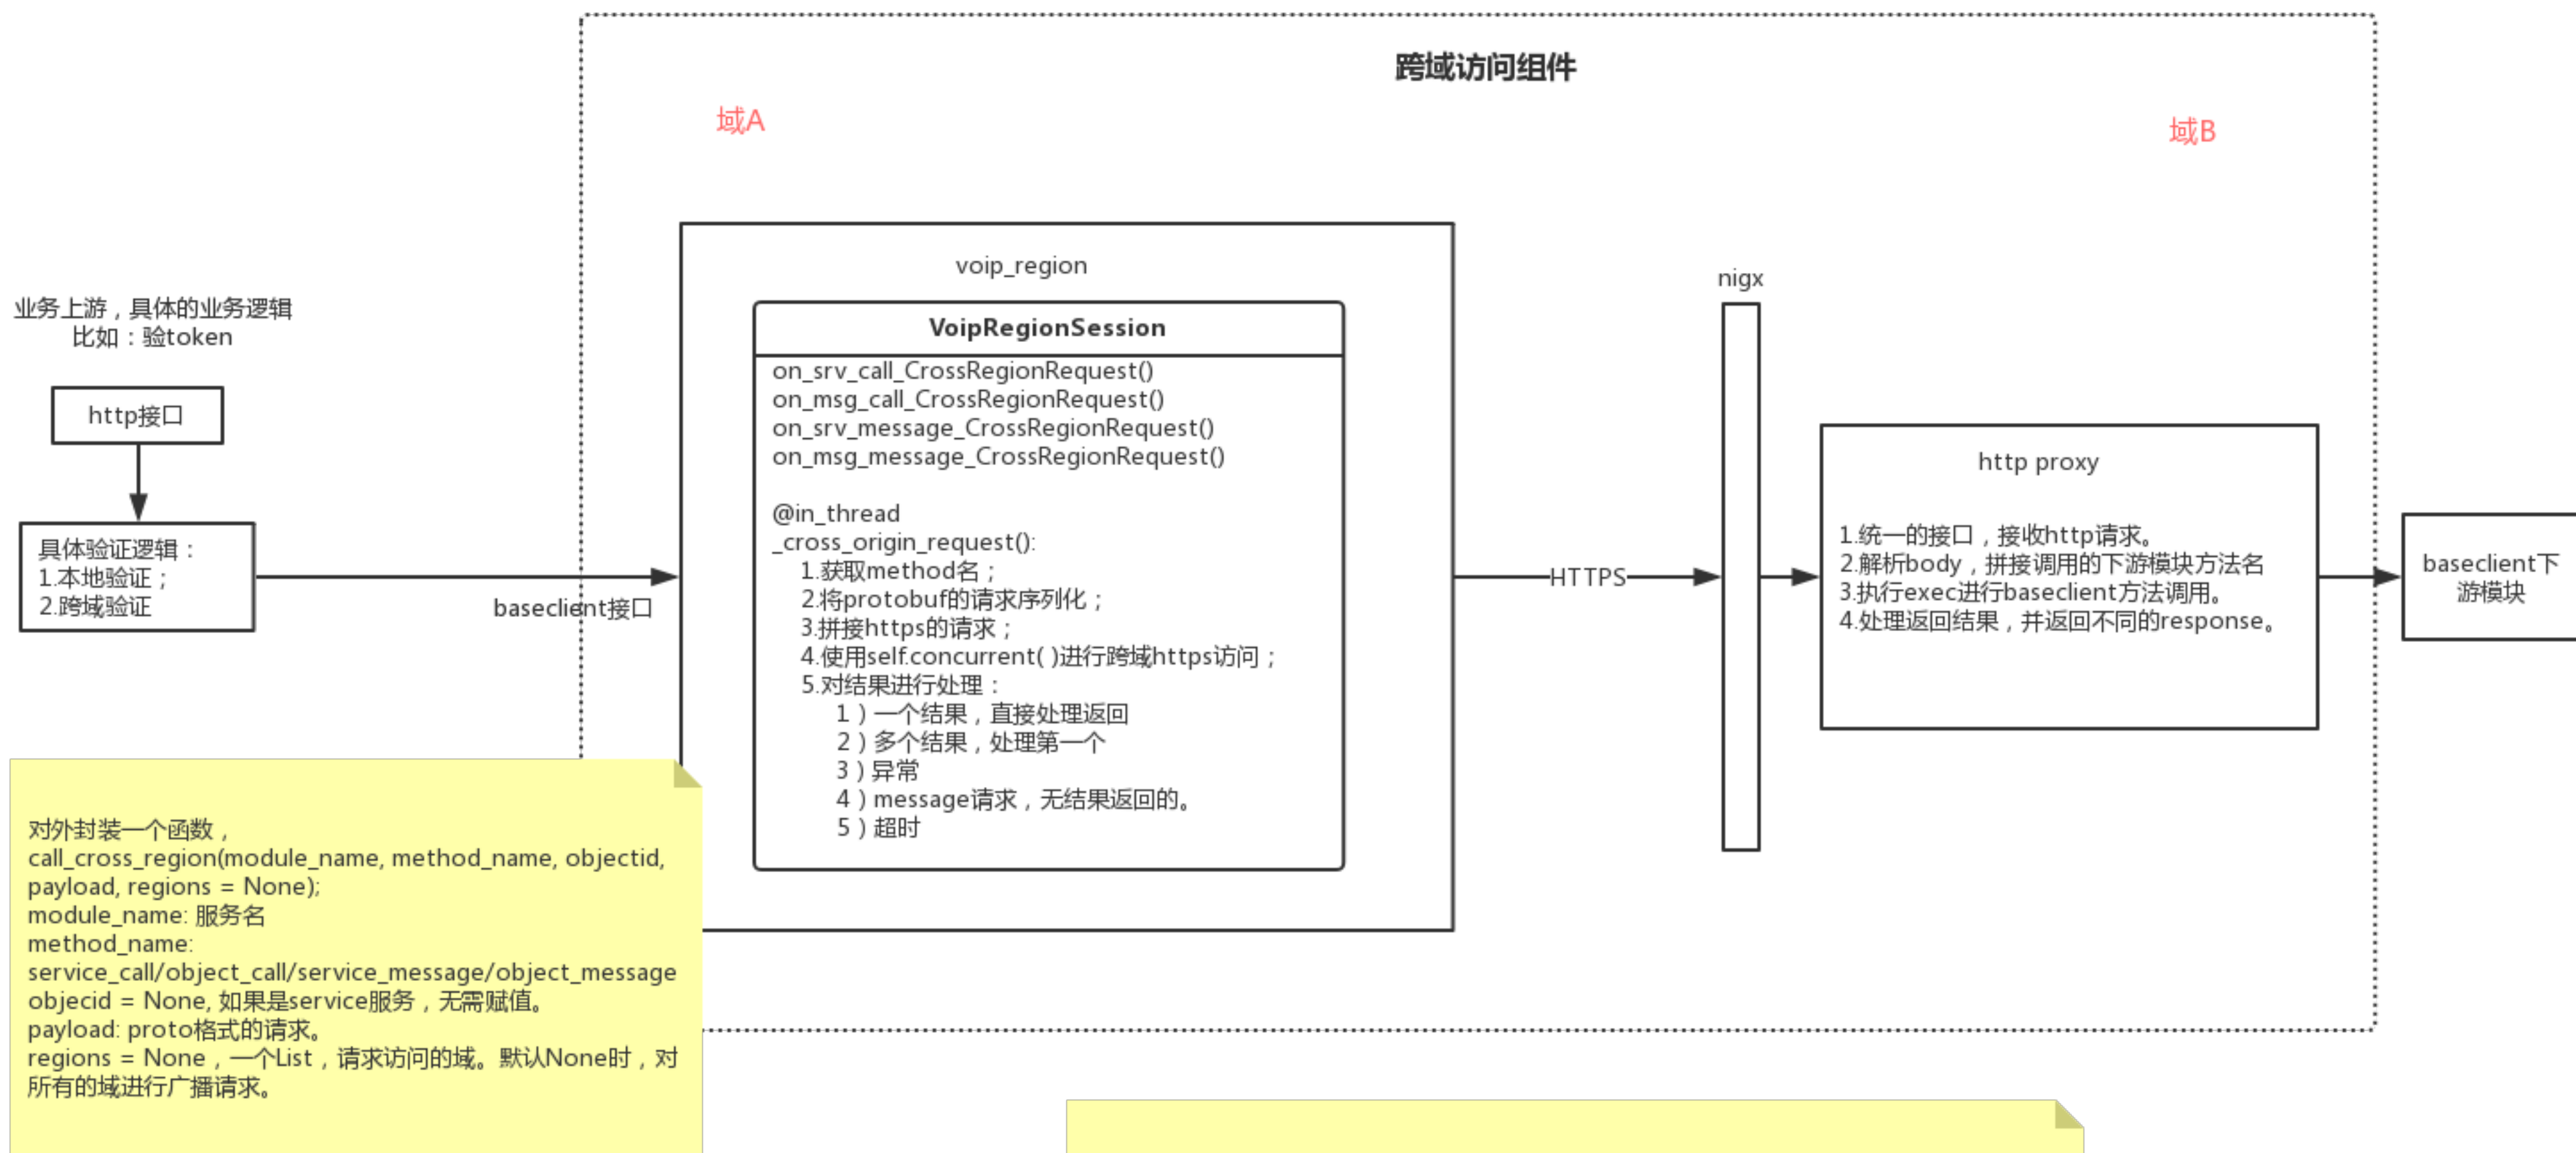 跨域访问组件
域A
域B
业务上游，具体的业务逻辑
比如：验token
http接口
具体验证逻辑：
1.本地验证；
2.跨域验证
baseclient接口
voip_region
VoipRegionSession
on_srv_call_CrossRegionRequest()
on_msg_call_CrossRegionRequest()
on_srv_message_CrossRegionRequest()
on_msg_message_CrossRegionRequest()
@in_thread
_cross_origin_request():
1.获取method名；
2.将protobuf的请求序列化；
3.拼接https的请求；
4.使用self.concurrent( )进行跨域https访问；
5.对结果进行处理：
1）一个结果，直接处理返回
2）多个结果，处理第一个
3）异常
4）message请求，无结果返回的。
5）超时
HTTPS
nigx
http proxy
1.统一的接口，接收http请求。
2.解析body，拼接调用的下游模块方法名
3.执行exec进行baseclient方法调用。
4.处理返回结果，并返回不同的response。
baseclient下
游模块
对外封装一个函数，
call_cross_region(module_name, method_name, objectid,
payload, regions = None);
module_name: 服务名
method_name:
service_call/object_call/service_message/object_message
objecid = None, 如果是service服务，无需赋值。
payload: proto格式的请求。
regions = None，一个List，请求访问的域。默认None时，对
所有的域进行广播请求。